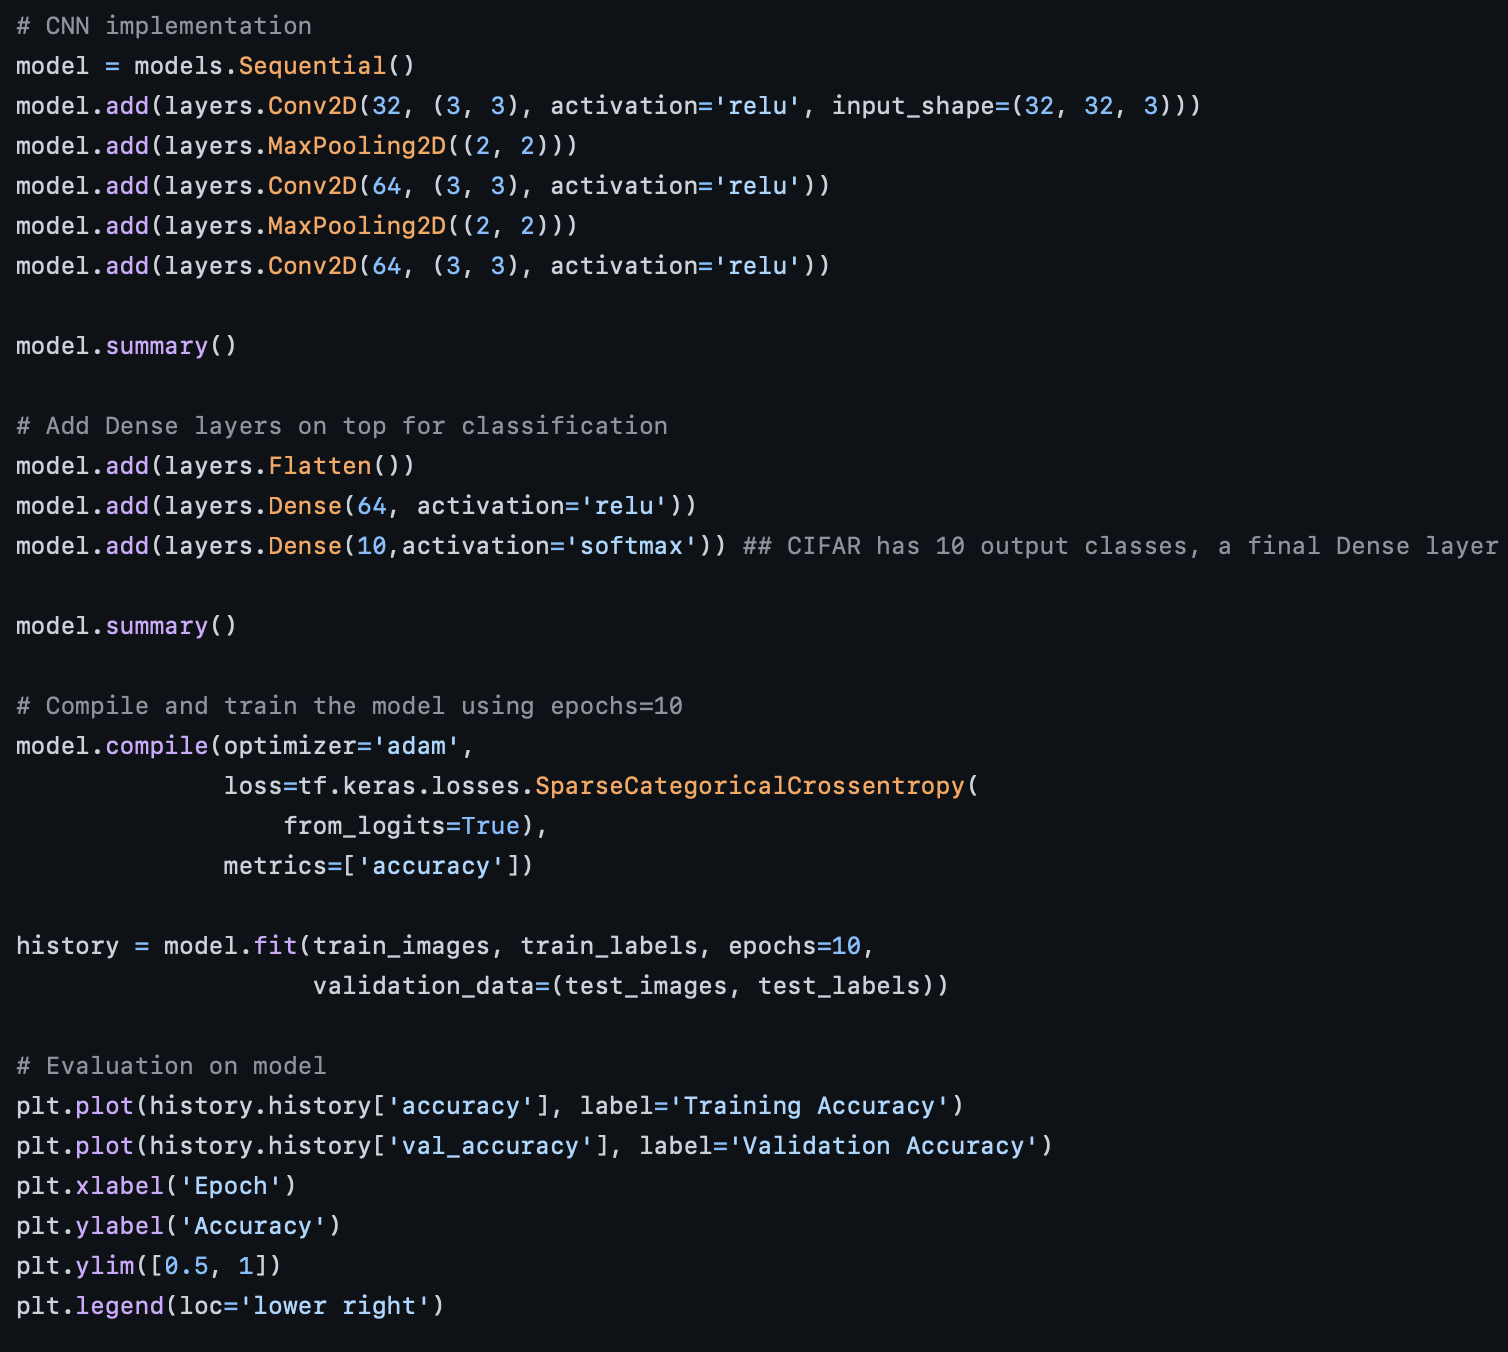 # CNN implementation
model = models.Sequential()
model.add(layers.Conv2D(32, (3, 3), activation='relu', input_shape=(32, 32, 3)))
model.add(layers.MaxPooling2D((2, 2)))
model.add(layers.Conv2D(64, (3, 3), activation='relu'))
model.add(layers.MaxPooling2D((2, 2)))
model.add(layers.Conv2D(64, (3, 3), activation='relu'))

model.summary()

# Add Dense layers on top for classification
model.add(layers.Flatten())
model.add(layers.Dense(64, activation='relu'))
model.add(layers.Dense(10,activation='softmax')) ## CIFAR has 10 output classes, a final Dense layer

model.summary()

# Compile and train the model using epochs=10
model.compile(optimizer='adam',
              loss=tf.keras.losses.SparseCategoricalCrossentropy(
                  from_logits=True),
              metrics=['accuracy'])

history = model.fit(train_images, train_labels, epochs=10,
                    validation_data=(test_images, test_labels))

# Evaluation on model
plt.plot(history.history['accuracy'], label='Training Accuracy')
plt.plot(history.history['val_accuracy'], label='Validation Accuracy')
plt.xlabel('Epoch')
plt.ylabel('Accuracy')
plt.ylim([0.5, 1])
plt.legend(loc='lower right')